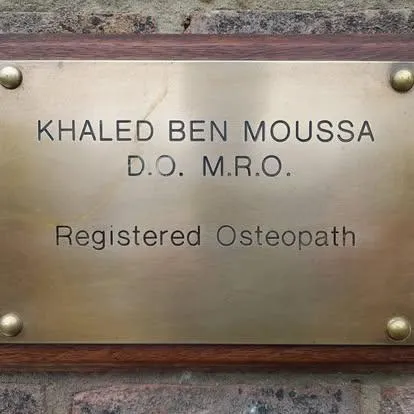 KHALED BEN MOUSSA
D.O. M.R.O.
Registered Osteopath